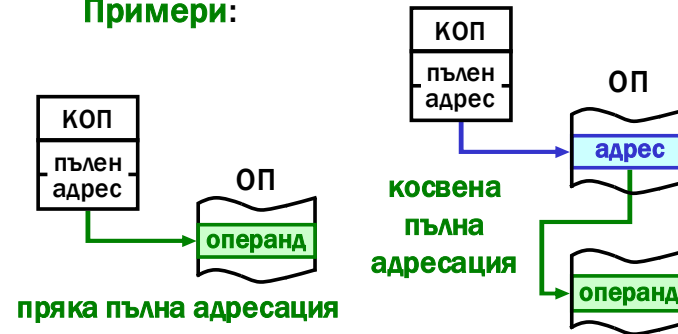 Примери:
КОП
пълен
адрес
ОП
операнд
пряка пълна адресация
КОП
пълен
адрес
ОП
адрес
косвена
пълна
адресация
операнд